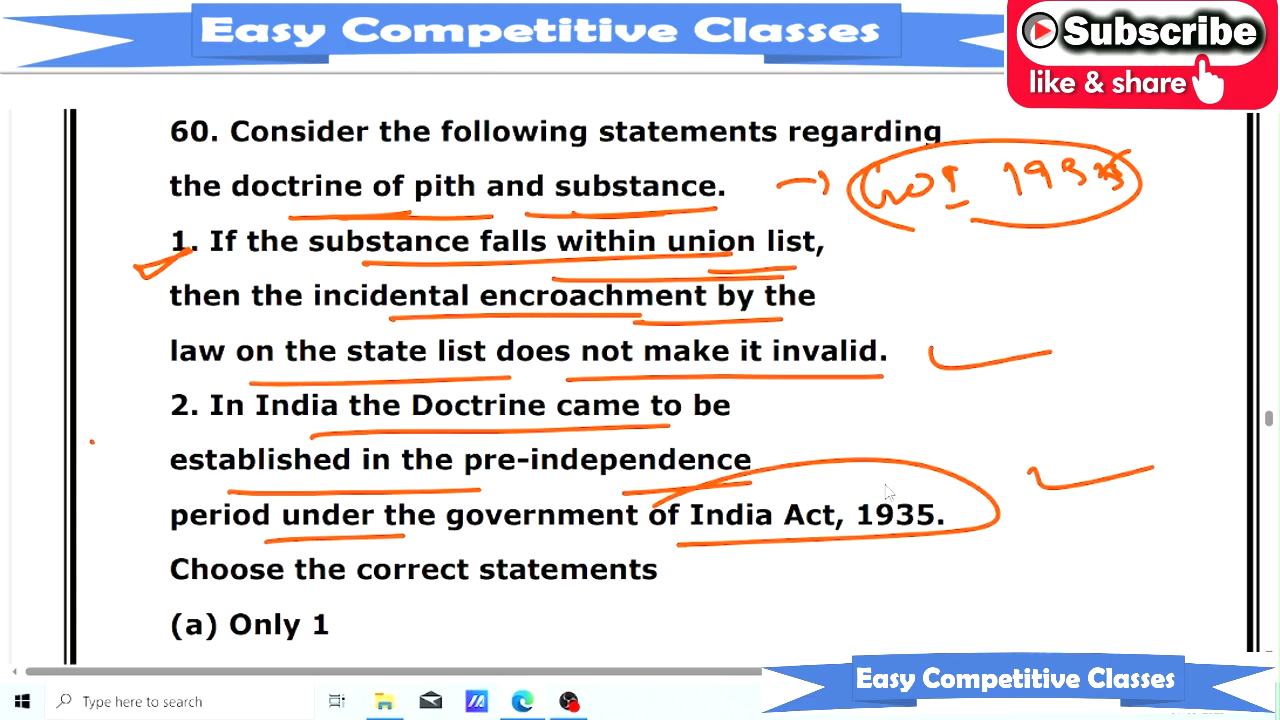 Easy Competitive Classes
Subscribe
like & share
60. Consider the following statements regarding
the doctrine of pith and substance.
GOI 1935
1. If the substance falls within union list,
then the incidental encroachment by the
law on the state list does not make it invalid.
2. In India the Doctrine came to be
established in the pre-independence
period under the government of India Act, 1935.
Choose the correct statements
(a) Only 1
Easy Competitive Classes
Type here to search